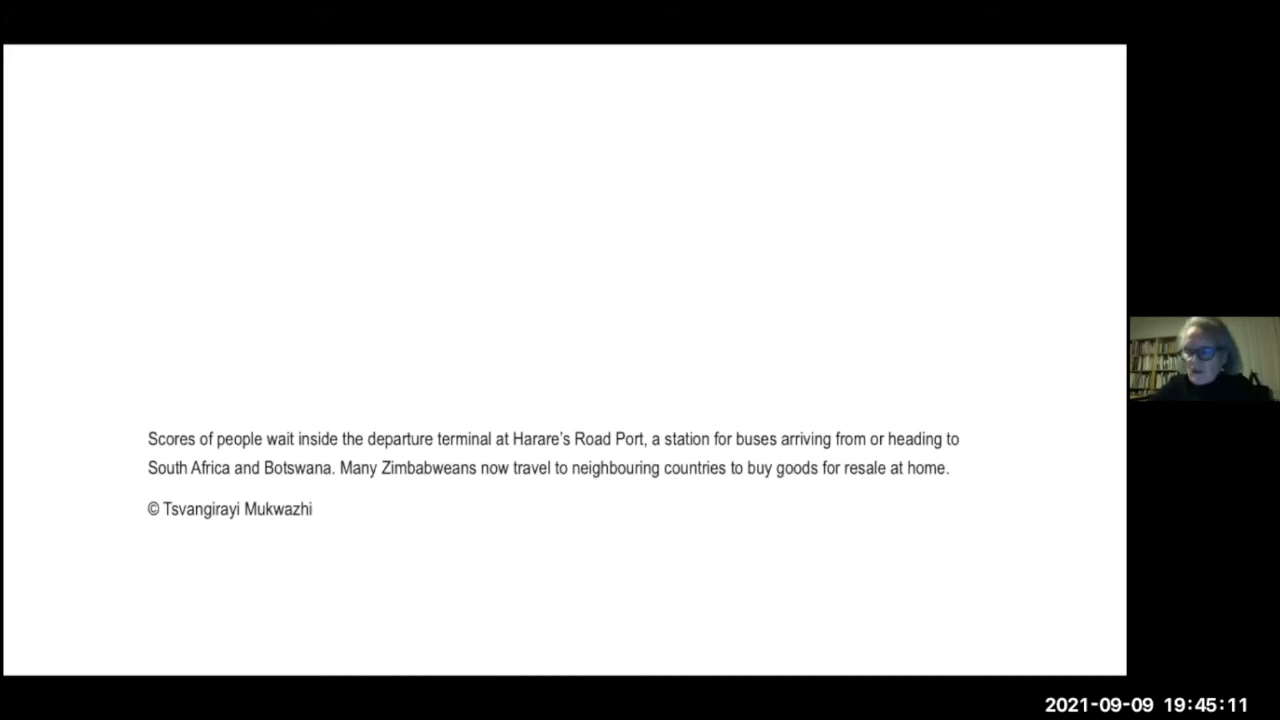 Scores of people wait inside the departure terminal at Harare’s Road Port, a station for buses arriving from or heading to
South Africa and Botswana. Many Zimbabweans now travel to neighbouring countries to buy goods for resale at home.
© Tsvangirayi Mukwazhi
2021-09-09 19:45:11